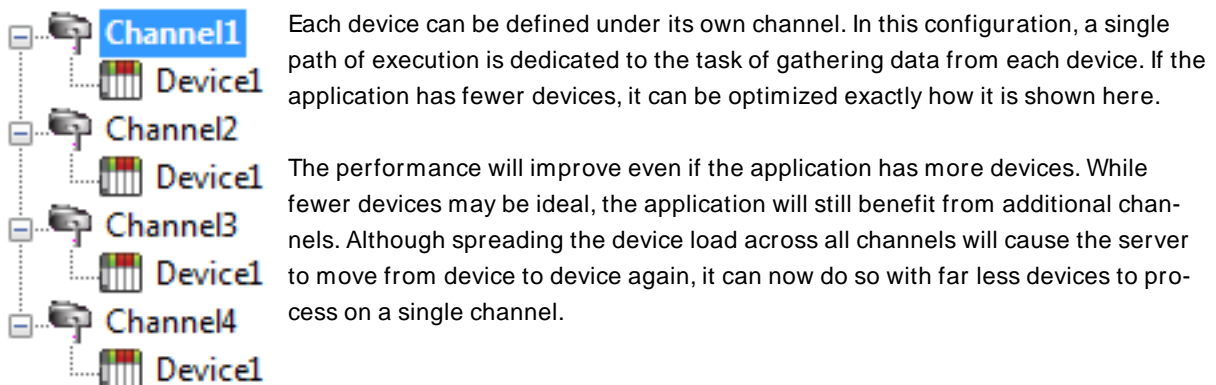 Channel1
Device1
Channel2
Device1
Channel3
Device1
Channel4
Device1
Each device can be defined under its own channel. In this configuration, a single
path of execution is dedicated to the task of gathering data from each device. If the
application has fewer devices, it can be optimized exactly how it is shown here.
The performance will improve even if the application has more devices. While
fewer devices may be ideal, the application will still benefit from additional chan-
nels. Although spreading the device load across all channels will cause the server
to move from device to device again, it can now do so with far less devices to pro-
cess on a single channel.